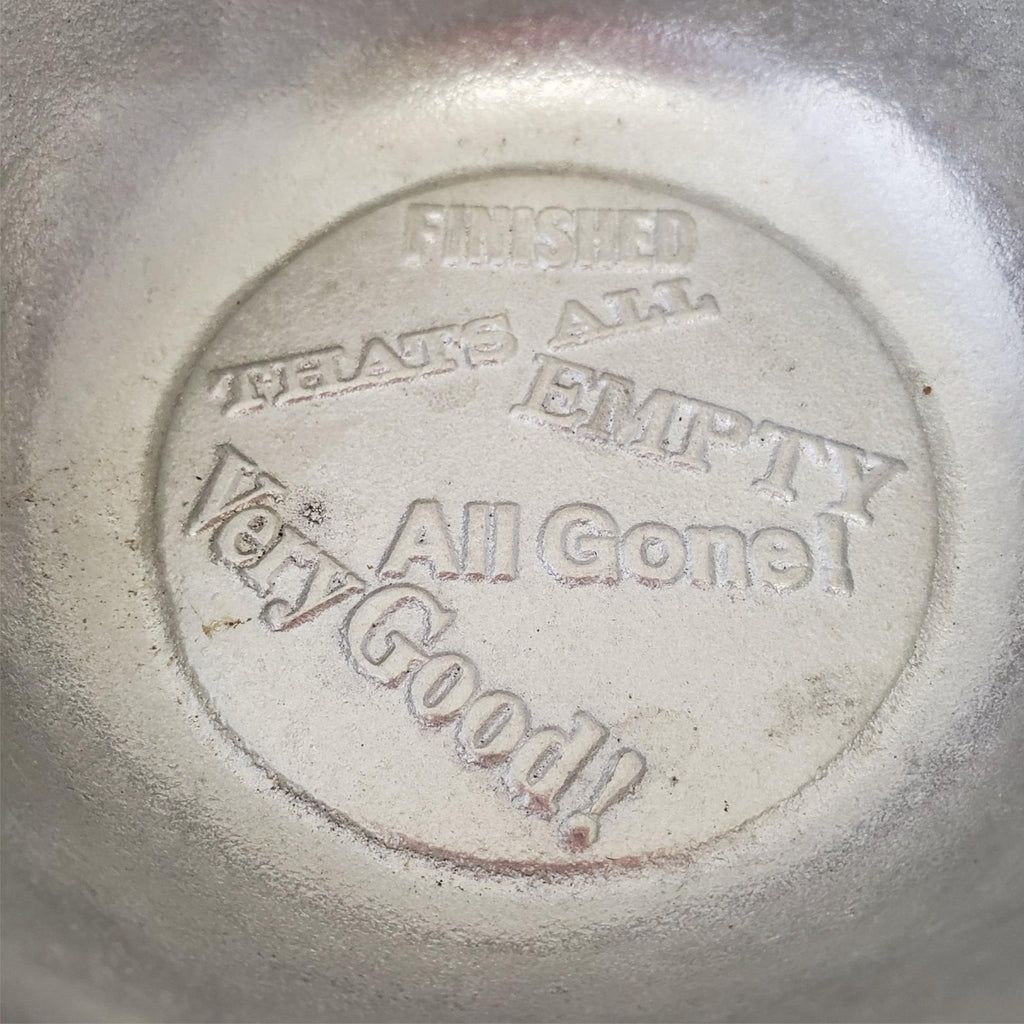 FINISHED
THATS ALL
EMPTY
All Gone!
Very Good!